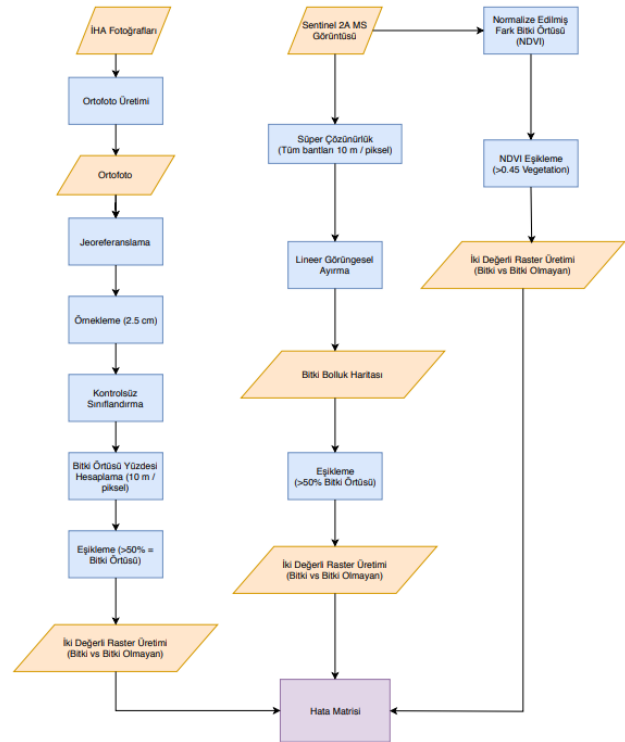 İHA Fotoğrafları
Ortofoto Üretimi
Ortofoto
Jeoreferanslama
Örnekleme (2.5 cm)
Kontrolsüz
Sınıflandırma
Bitki Örtüsü Yüzdesi
Hesaplama (10 m /
piksel)
Eşikleme (>50% =
Bitki Örtüsü)
İki Değerli Raster Üretimi
(Bitki vs Bitki Olmayan)
Sentinel 2A MS
Görüntüsü
Süper Çözünürlük
(Tüm bantları 10 m / piksel)
Lineer Görüngesel
Ayırma
Bitki Bolluk Haritası
Eşikleme
(>50% Bitki Örtüsü)
İki Değerli Raster Üretimi
(Bitki vs Bitki Olmayan)
Normalize Edilmiş
Fark Bitki Örtüsü
(NDVI)
NDVI Eşikleme
(>0.45 Vegetation)
İki Değerli Raster Üretimi
(Bitki vs Bitki Olmayan)
Hata Matrisi